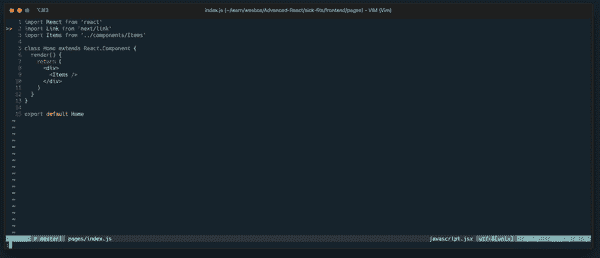 index.js (~/wesbos/Advanced-React/sick-fits/frontend/pages) - VIM (Vim)
1 import React from 'react'
>> 2 import Link from 'next/link'
3 import Items from '../components/Items'
4
5 class Home extends React.Component {
6 render() {
7 return (
8 <div>
9 <Items />
10 </div>
11 )
12 }
13 }
14
15 export default Home
master! pages/index.js javascript.jsx utf-8[unix]